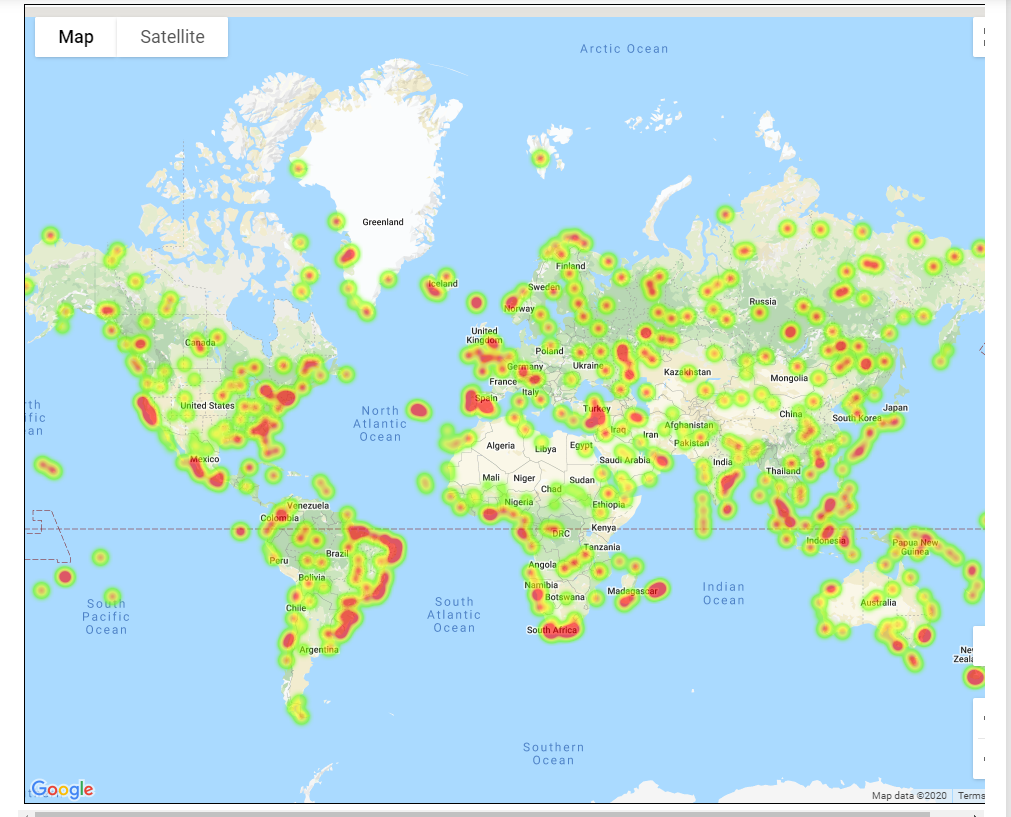 Map
Satellite
Arctic Ocean
Greenland
Iceland
Finland
Sweden
Norway
Russia
Canada
United
Kingdom
Poland
Germany
Ukraine
France
Kazakhstan
Mongolia
Italy
Spain
United States
North
Atlantic
Ocean
Turkey
China
Japan
South Korea
Afghanistan
Iran
Iraq
Pakistan
Algeria
Libya
Egypt
Mexico
Saudi Arabia
India
Thailand
Mali
Niger
Chad
Sudan
Nigeria
Ethiopia
Venezuela
Colombia
DRC
Kenya
Indonesia
Papua New
Guinea
Tanzania
Brazil
Peru
Angola
Bolivia
Namibia
Botswana
Madagascar
Indian
Ocean
South
Pacific
Ocean
Chile
South
Atlantic
Ocean
Australia
South Africa
Argentina
Southern
Ocean
Google
Map data ©2020
Terms